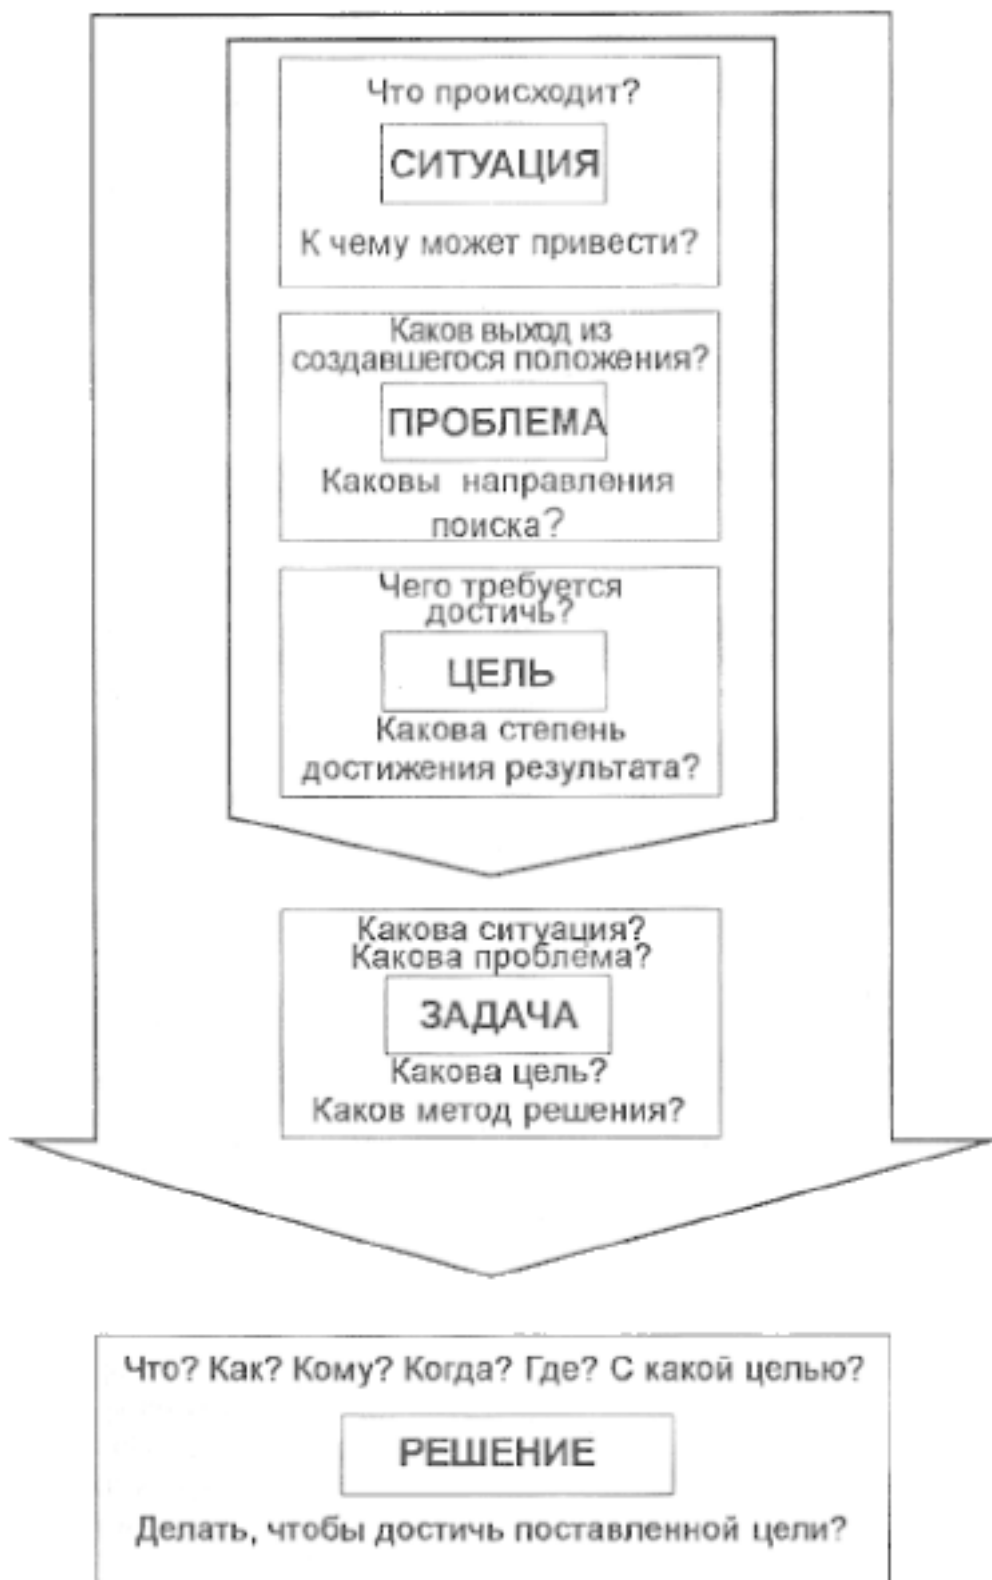 Что происходит?
СИТУАЦИЯ
К чему может привести?
Каков выход из
создавшегося положения?
ПРОБЛЕМА
Каковы направления
поиска?
Чего требуется
достичь?
ЦЕЛЬ
Какова степень
достижения результата?
Какова ситуация?
Какова проблема?
ЗАДАЧА
Какова цель?
Каков метод решения?
Что? Как? Кому? Когда? Где? С какой целью?
РЕШЕНИЕ
Делать, чтобы достичь поставленной цели?